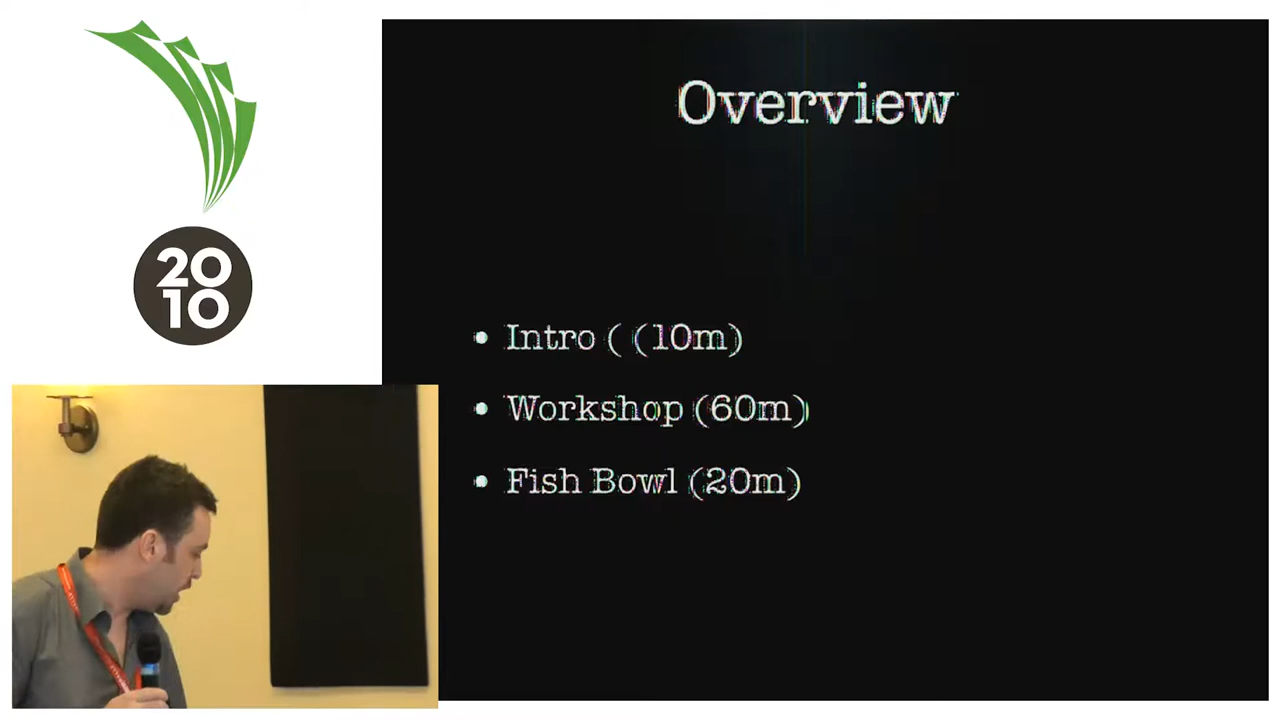 20
10
Overview
• Intro ( (10m)
• Workshop (60m)
• Fish Bowl (20m)